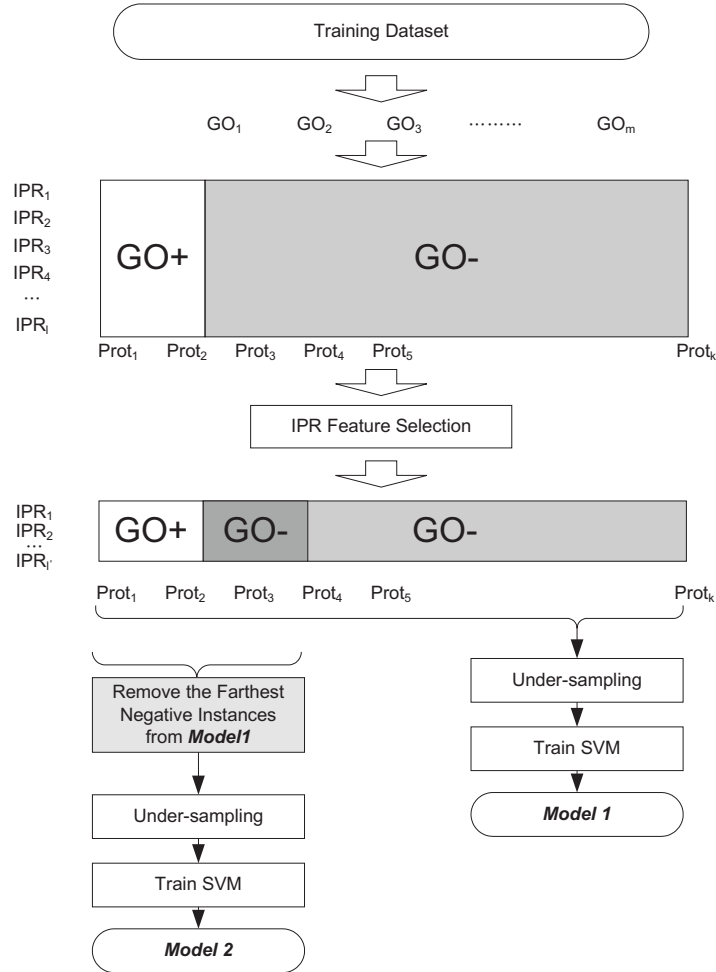 Training Dataset
GO₁ GO₂ GO₃ ········· GOₘ
IPR₁
IPR₂
IPR₃
IPR₄
...
IPRₗ
GO+ GO-
Prot₁ Prot₂ Prot₃ Prot₄ Prot₅ Protₖ
IPR Feature Selection
IPR₁
IPR₂
...
IPRₗ'
GO+ GO- GO-
Prot₁ Prot₂ Prot₃ Prot₄ Prot₅ Protₖ
Remove the Farthest
Negative Instances
from Model1
Under-sampling
Train SVM
Model 2
Under-sampling
Train SVM
Model 1